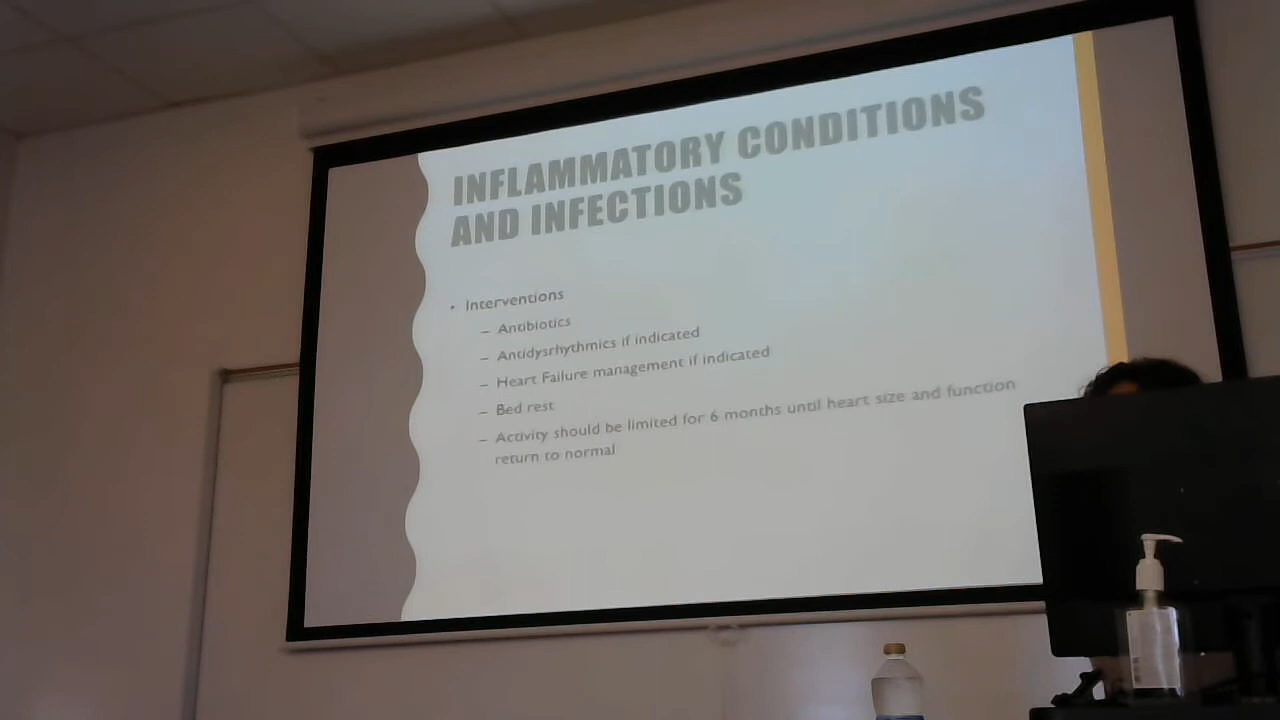 INFLAMMATORY CONDITIONS
AND INFECTIONS
• Interventions
– Antibiotics
– Antidysrhythmics if indicated
– Heart Failure management if indicated
– Bed rest
– Activity should be limited for 6 months until heart size and function
return to normal